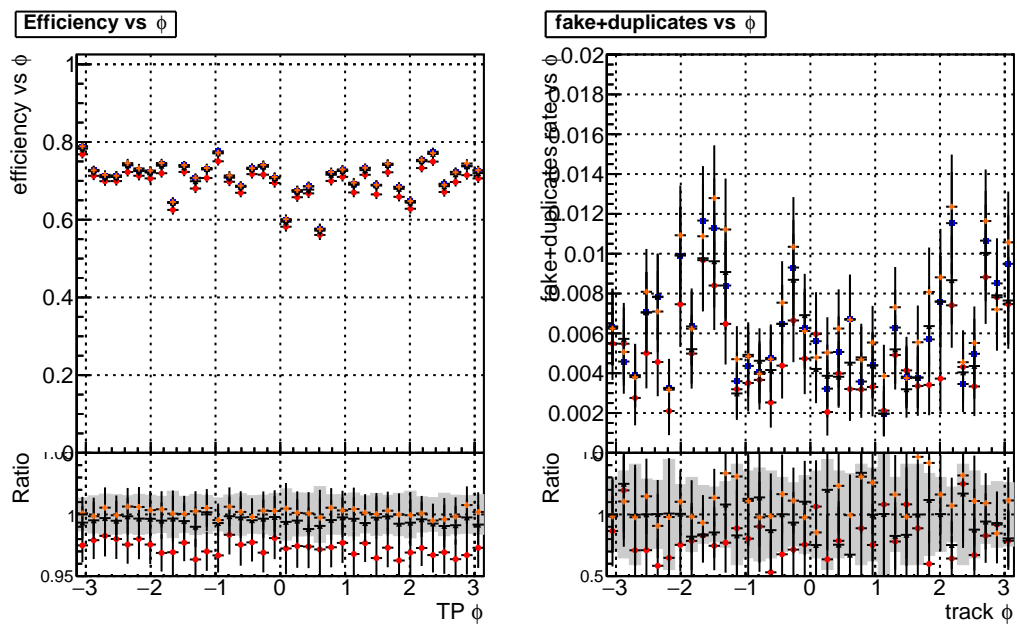 Efficiency vs ϕ
efficiency vs ϕ
1
0.8
0.6
0.4
0.2
0
Ratio
1
0.95
−3 −2 −1 0 1 2 3
TP ϕ
fake+duplicates vs ϕ
fake+duplicates rate vs ϕ
0.02
0.018
0.016
0.014
0.012
0.01
0.008
0.006
0.004
0.002
0
Ratio
1
0.5
−3 −2 −1 0 1 2 3
track ϕ